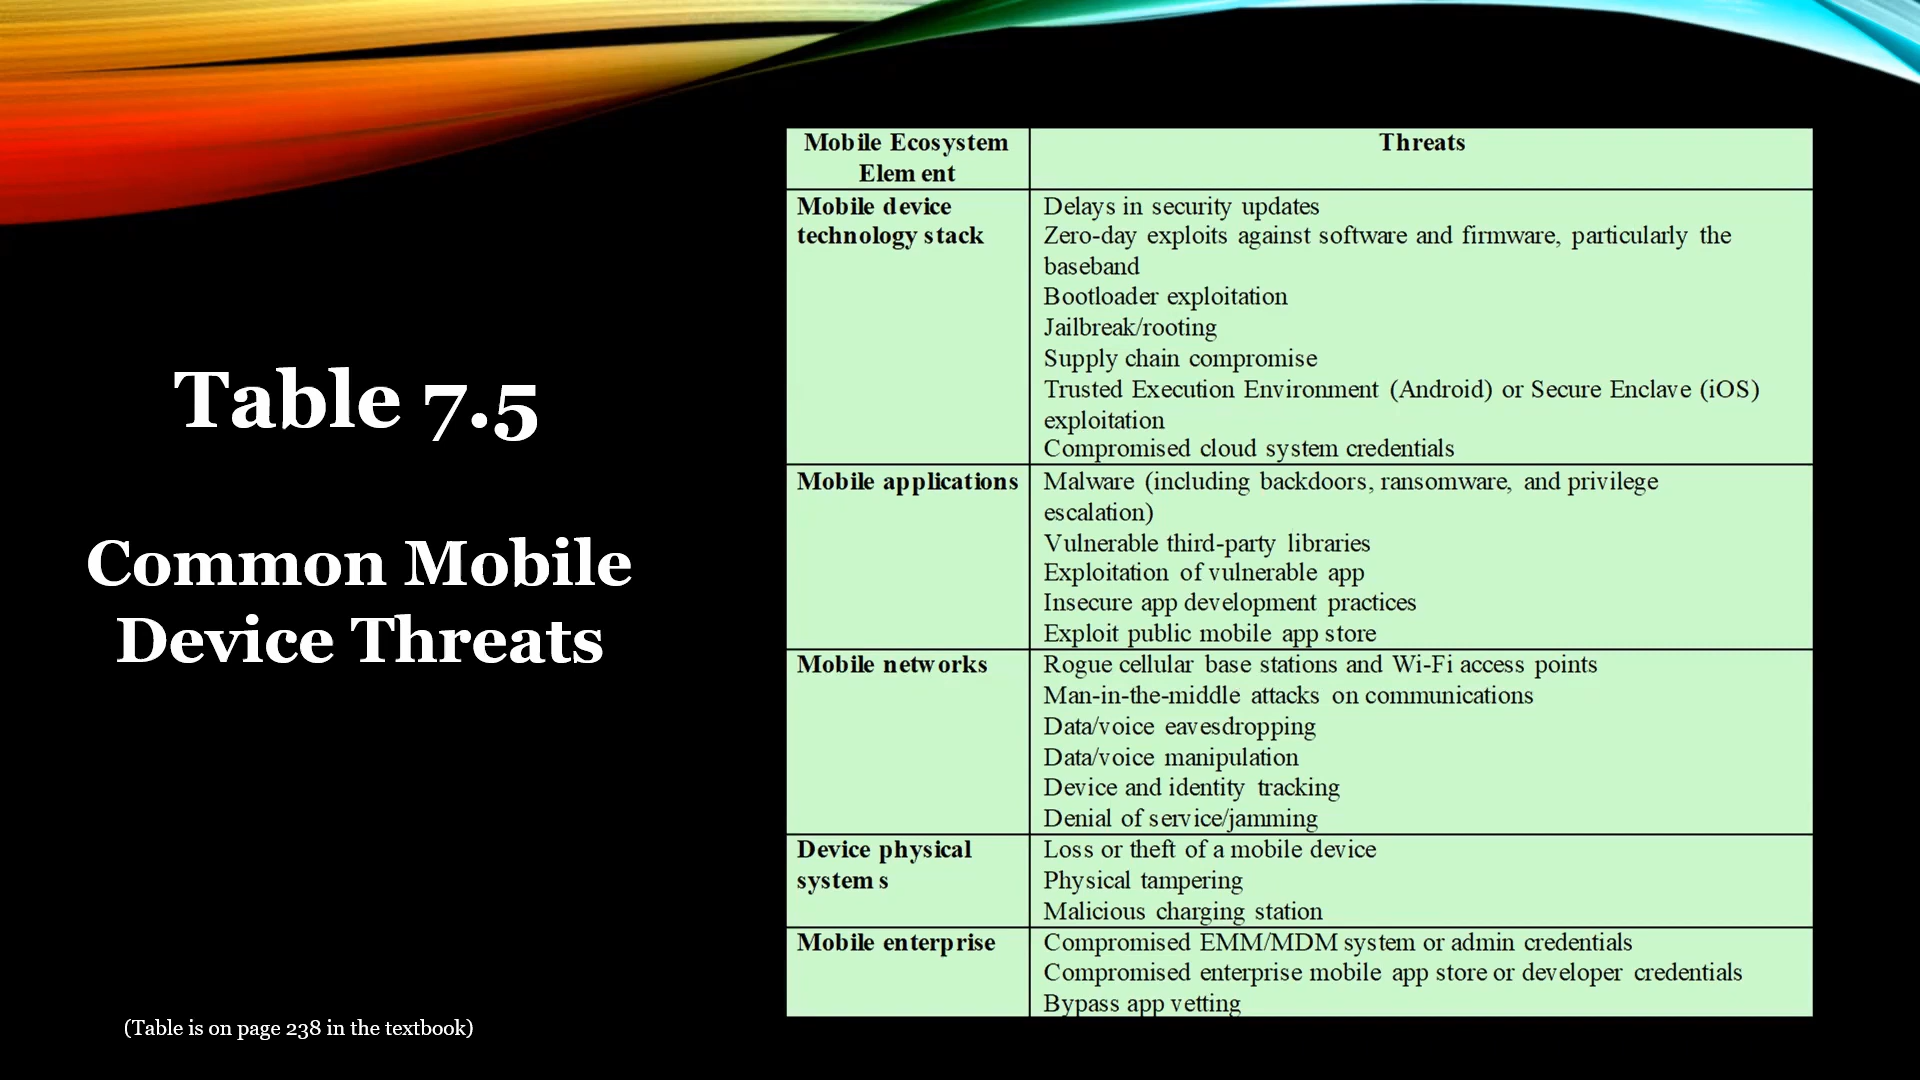 Table 7.5
Common Mobile
Device Threats
(Table is on page 238 in the textbook)
Mobile Ecosystem
Element
Threats
Mobile device
technology stack
Delays in security updates
Zero-day exploits against software and firmware, particularly the
baseband
Bootloader exploitation
Jailbreak/rooting
Supply chain compromise
Trusted Execution Environment (Android) or Secure Enclave (iOS)
exploitation
Compromised cloud system credentials
Mobile applications
Malware (including backdoors, ransomware, and privilege
escalation)
Vulnerable third-party libraries
Exploitation of vulnerable app
Insecure app development practices
Exploit public mobile app store
Mobile networks
Rogue cellular base stations and Wi-Fi access points
Man-in-the-middle attacks on communications
Data/voice eavesdropping
Data/voice manipulation
Device and identity tracking
Denial of service/jamming
Device physical
systems
Loss or theft of a mobile device
Physical tampering
Malicious charging station
Mobile enterprise
Compromised EMM/MDM system or admin credentials
Compromised enterprise mobile app store or developer credentials
Bypass app vetting